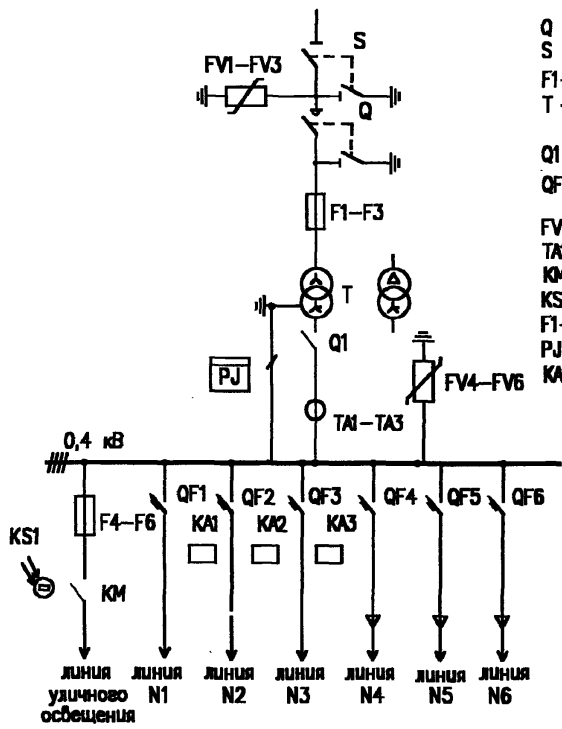 Q
S
F1-
T -
Q1
QF
FV
TA
KM
KS
F1-
PJ
KA
S
FV1-FV3
Q
F1-F3
T
Q1
PJ
FV4-FV6
TA1-TA3
0,4 кВ
QF1
QF2
QF3
QF4
QF5
QF6
F4-F6
KA1
KA2
KA3
KS1
KM
линия
уличного
освещения
линия
N1
линия
N2
линия
N3
линия
N4
линия
N5
линия
N6